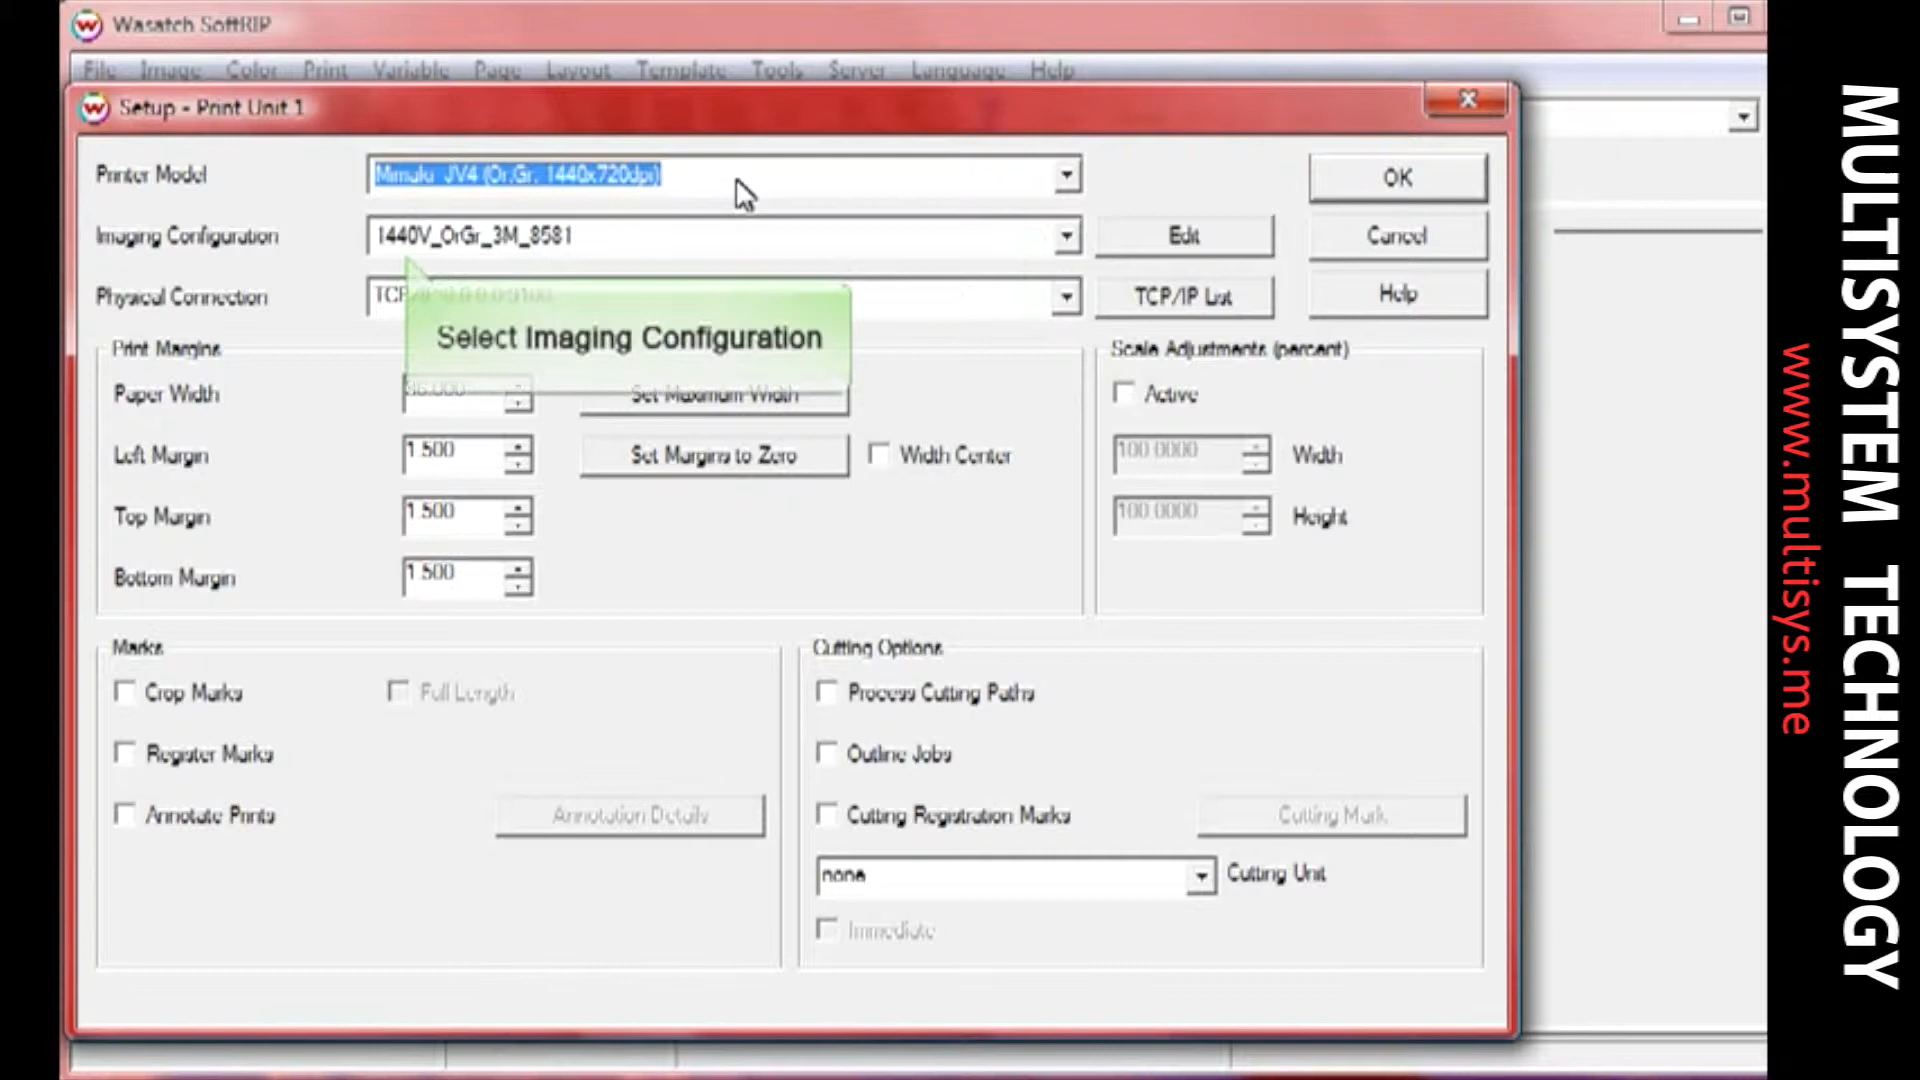 Wasatch SoftRIP
File Image Color Print Variable Page Layout Template Tools Server Language Help
Setup - Print Unit 1
Printer Model
Mimaki JV4 (Or.Gr. 1440x720dpi)
OK
Imaging Configuration
1440V_OrGr_3M_8581
Edit
Cancel
Physical Connection
TCP/IP
TCP/IP List
Help
Select Imaging Configuration
Print Margins
Paper Width
Set Maximum Width
Left Margin
1.500
Set Margins to Zero
Width Center
Top Margin
1.500
Bottom Margin
1.500
Scale Adjustments (percent)
Active
100.0000
Width
100.0000
Height
Marks
Crop Marks
Full Length
Register Marks
Annotate Prints
Annotation Details
Cutting Options
Process Cutting Paths
Outline Jobs
Cutting Registration Marks
Cutting Mark
none
Cutting Unit
Immediate
MULTISYSTEM TECHNOLOGY
www.multisys.me